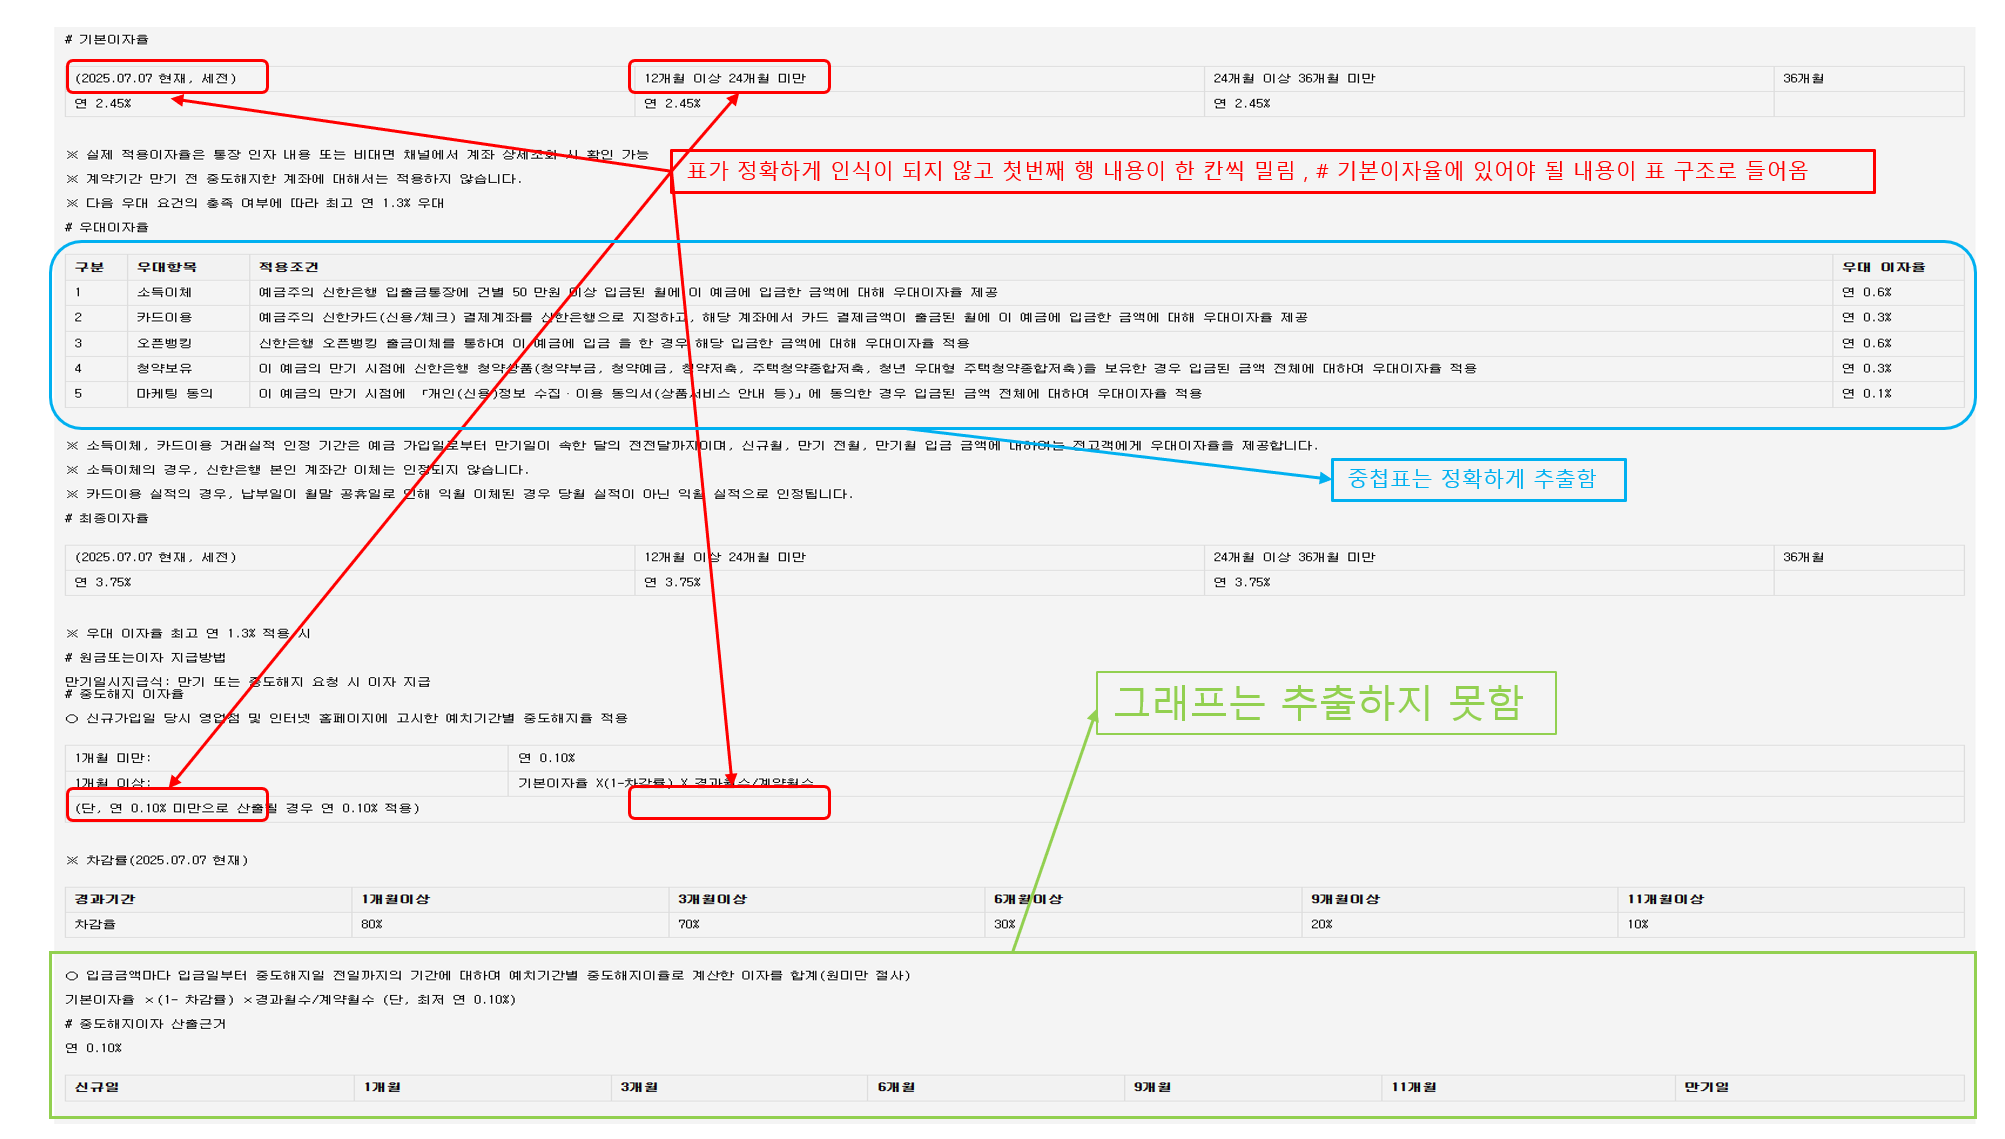 # 기본이자율
(2025.07.07 현재, 세전) 12개월 이상 24개월 미만 24개월 이상 36개월 미만 36개월
연 2.45% 연 2.45% 연 2.45%
※ 실제 적용이자율은 통장 인자 내용 또는 비대면 채널에서 계좌 상세조회 시 확인 가능
표가 정확하게 인식이 되지 않고 첫번째 행 내용이 한 칸씩 밀림 , # 기본이자율에 있어야 될 내용이 표 구조로 들어옴
※ 계약기간 만기 전 중도해지한 계좌에 대해서는 적용하지 않습니다.
※ 다음 우대 요건의 충족 여부에 따라 최고 연 1.3% 우대
# 우대이자율
구분 우대항목 적용조건 우대 이자율
1 소득이체 예금주의 신한은행 입출금통장에 건별 50 만원 이상 입금된 월에 이 예금에 입금한 금액에 대해 우대이자율 제공 연 0.6%
2 카드이용 예금주의 신한카드(신용/체크) 결제계좌를 신한은행으로 지정하고, 해당 계좌에서 카드 결제금액이 출금된 월에 이 예금에 입금한 금액에 대해 우대이자율 제공 연 0.3%
3 오픈뱅킹 신한은행 오픈뱅킹 출금이체를 통하여 이 예금에 입금 을 한 경우 해당 입금한 금액에 대해 우대이자율 적용 연 0.6%
4 청약보유 이 예금의 만기 시점에 신한은행 청약상품(청약부금, 청약예금, 청약저축, 주택청약종합저축, 청년 우대형 주택청약종합저축)을 보유한 경우 입금된 금액 전체에 대하여 우대이자율 적용 연 0.3%
5 마케팅 동의 이 예금의 만기 시점에 「개인(신용)정보 수집·이용 동의서(상품서비스 안내 등)」에 동의한 경우 입금된 금액 전체에 대하여 우대이자율 적용 연 0.1%
※ 소득이체, 카드이용 거래실적 인정 기간은 예금 가입일로부터 만기일이 속한 달의 전전달까지이며, 신규월, 만기 전월, 만기월 입금 금액에 대하여는 전고객에게 우대이자율을 제공합니다.
※ 소득이체의 경우, 신한은행 본인 계좌간 이체는 인정되지 않습니다.
중첩표는 정확하게 추출함
※ 카드이용 실적의 경우, 납부일이 월말 공휴일로 인해 익월 이체된 경우 당월 실적이 아닌 익월 실적으로 인정됩니다.
# 최종이자율
(2025.07.07 현재, 세전) 12개월 이상 24개월 미만 24개월 이상 36개월 미만 36개월
연 3.75% 연 3.75% 연 3.75%
※ 우대 이자율 최고 연 1.3% 적용 시
# 원금또는이자 지급방법
만기일시지급식: 만기 또는 중도해지 요청 시 이자 지급
# 중도해지 이자율
그래프는 추출하지 못함
○ 신규가입일 당시 영업점 및 인터넷 홈페이지에 고시한 예치기간별 중도해지율 적용
1개월 미만: 연 0.10%
1개월 이상: 기본이자율 X(1-차감률) X 경과월수/계약월수
(단, 연 0.10% 미만으로 산출될 경우 연 0.10% 적용)
※ 차감률(2025.07.07 현재)
경과기간 1개월이상 3개월이상 6개월이상 9개월이상 11개월이상
차감율 80% 70% 30% 20% 10%
○ 입금금액마다 입금일부터 중도해지일 전일까지의 기간에 대하여 예치기간별 중도해지이율로 계산한 이자를 합계(원미만 절사)
기본이자율 ×(1- 차감률) ×경과월수/계약월수 (단, 최저 연 0.10%)
# 중도해지이자 산출근거
연 0.10%
신규일 1개월 3개월 6개월 9개월 11개월 만기일